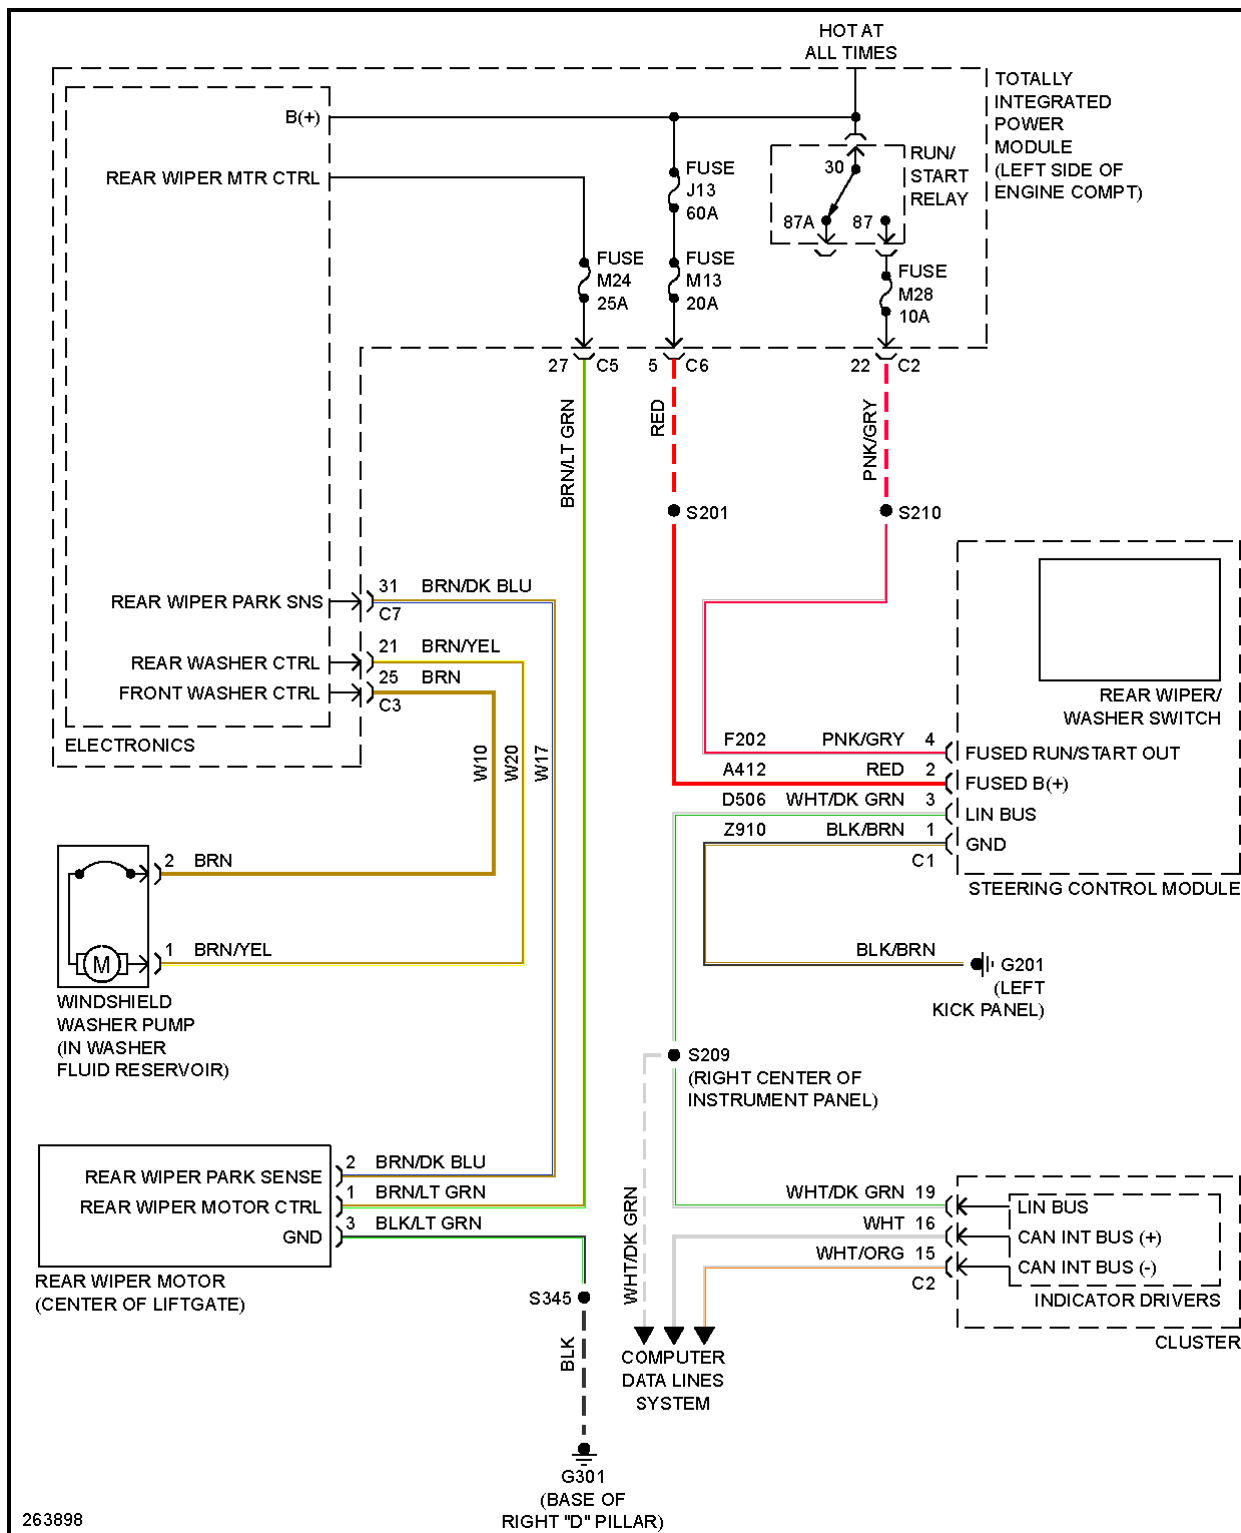 HOT AT
ALL TIMES
TOTALLY
INTEGRATED
POWER
MODULE
(LEFT SIDE OF
ENGINE COMPT)
B(+)
REAR WIPER MTR CTRL
FUSE
J13
60A
30
RUN/
START
RELAY
87A
87
FUSE
M24
25A
FUSE
M13
20A
FUSE
M28
10A
27
C5
5
C6
22
C2
BRN/LT GRN
RED
PNK/GRY
S201
S210
REAR WIPER PARK SNS
31
BRN/DK BLU
C7
REAR WASHER CTRL
21
BRN/YEL
FRONT WASHER CTRL
25
BRN
C3
ELECTRONICS
W10
W20
W17
REAR WIPER/
WASHER SWITCH
F202
PNK/GRY
4
FUSED RUN/START OUT
A412
RED
2
FUSED B(+)
D506
WHT/DK GRN
3
LIN BUS
Z910
BLK/BRN
1
GND
C1
STEERING CONTROL MODULE
2
BRN
M
1
BRN/YEL
WINDSHIELD
WASHER PUMP
(IN WASHER
FLUID RESERVOIR)
BLK/BRN
G201
(LEFT
KICK PANEL)
S209
(RIGHT CENTER OF
INSTRUMENT PANEL)
REAR WIPER PARK SENSE
2
BRN/DK BLU
REAR WIPER MOTOR CTRL
1
BRN/LT GRN
GND
3
BLK/LT GRN
REAR WIPER MOTOR
(CENTER OF LIFTGATE)
S345
BLK
G301
(BASE OF
RIGHT "D" PILLAR)
WHT/DK GRN
WHT/DK GRN
19
LIN BUS
WHT
16
CAN INT BUS (+)
WHT/ORG
15
CAN INT BUS (-)
C2
INDICATOR DRIVERS
CLUSTER
COMPUTER
DATA LINES
SYSTEM
263898